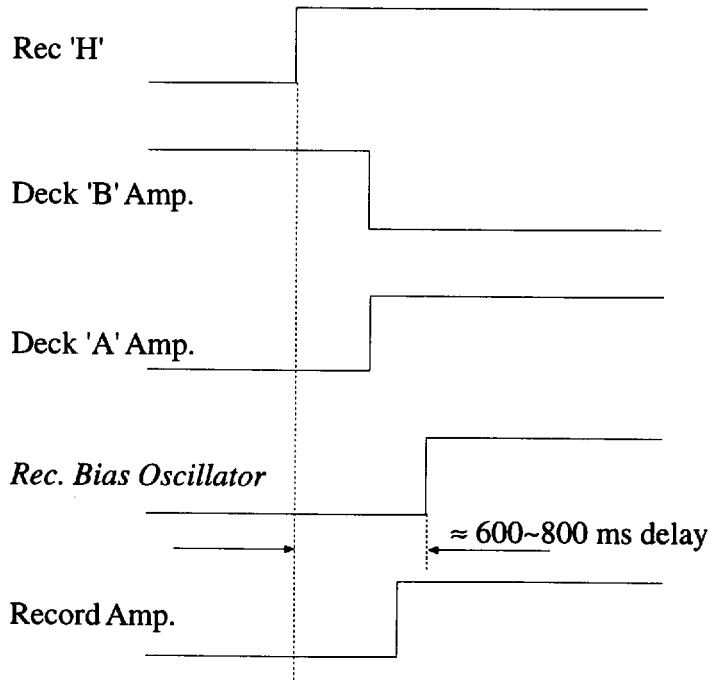 Rec 'H'
Deck 'B' Amp.
Deck 'A' Amp.
Rec. Bias Oscillator
≈ 600~800 ms delay
Record Amp.